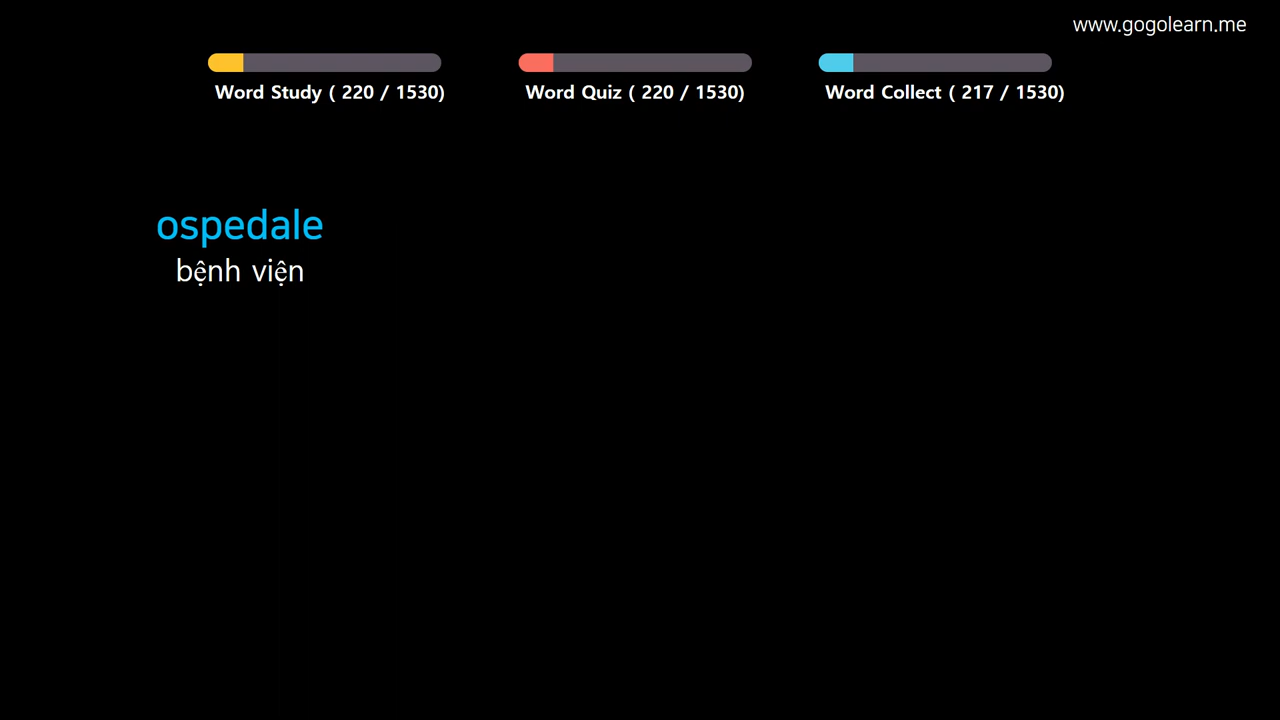 www.gogolearn.me
Word Study ( 220 / 1530)
Word Quiz ( 220 / 1530)
Word Collect ( 217 / 1530)
ospedale
bệnh viện